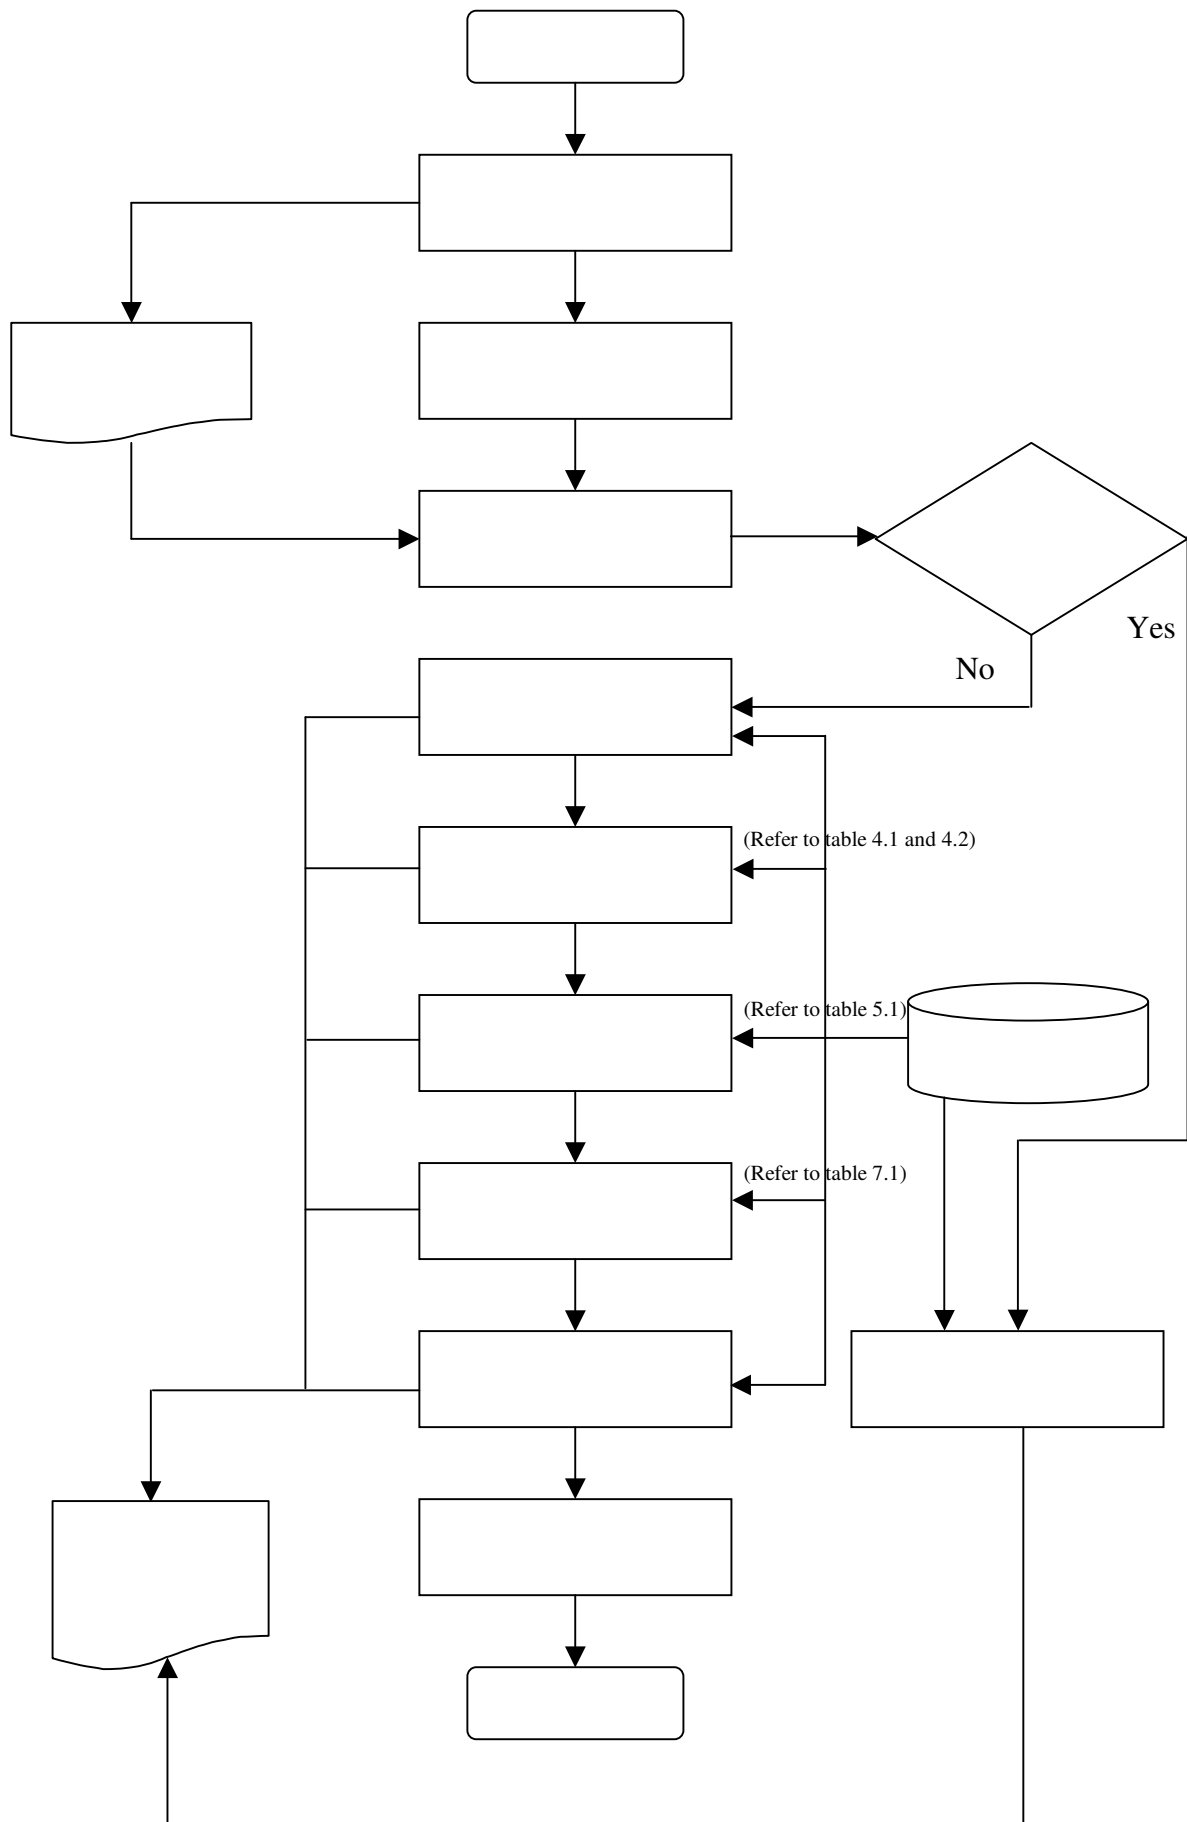 Yes
No
(Refer to table 4.1 and 4.2)
(Refer to table 5.1)
(Refer to table 7.1)